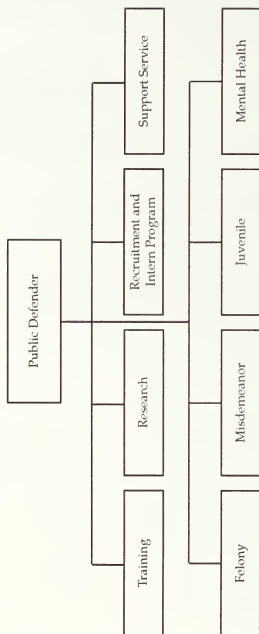 Public Defender
Training
Research
Recruitment and
Intern Program
Support Service
Felony
Misdemeanor
Juvenile
Mental Health